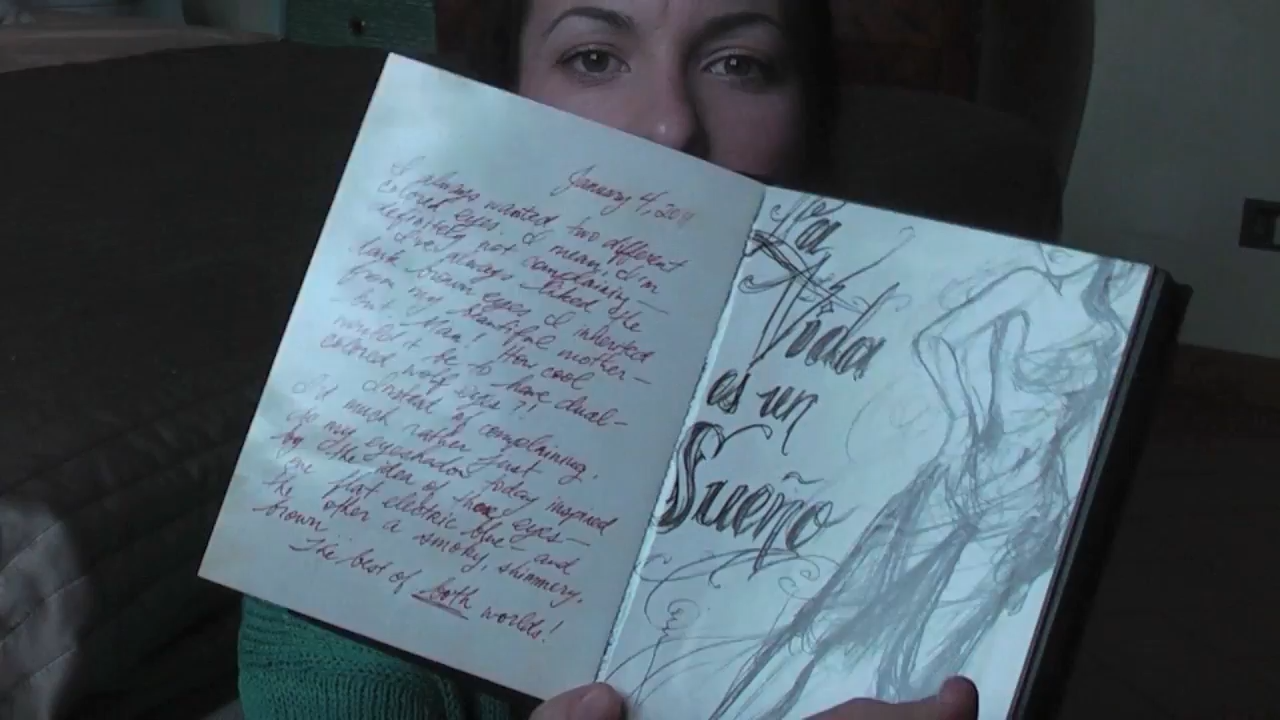 January 4, 2011
I always wanted two different
colored eyes. I mean, I'm
definitely not complaining –
I've always liked the
dark brown eyes I inherited
from my beautiful mother –
but, Man! How cool
would it be to have dual-
colored wolf eyes?!
Instead of complaining,
I'd much rather just
do my eyeshadow today inspired
by the idea of those eyes –
one flat electric blue – and
the other a smoky, shimmery,
brown.
The best of both worlds!
La
Vida
es un
Sueño